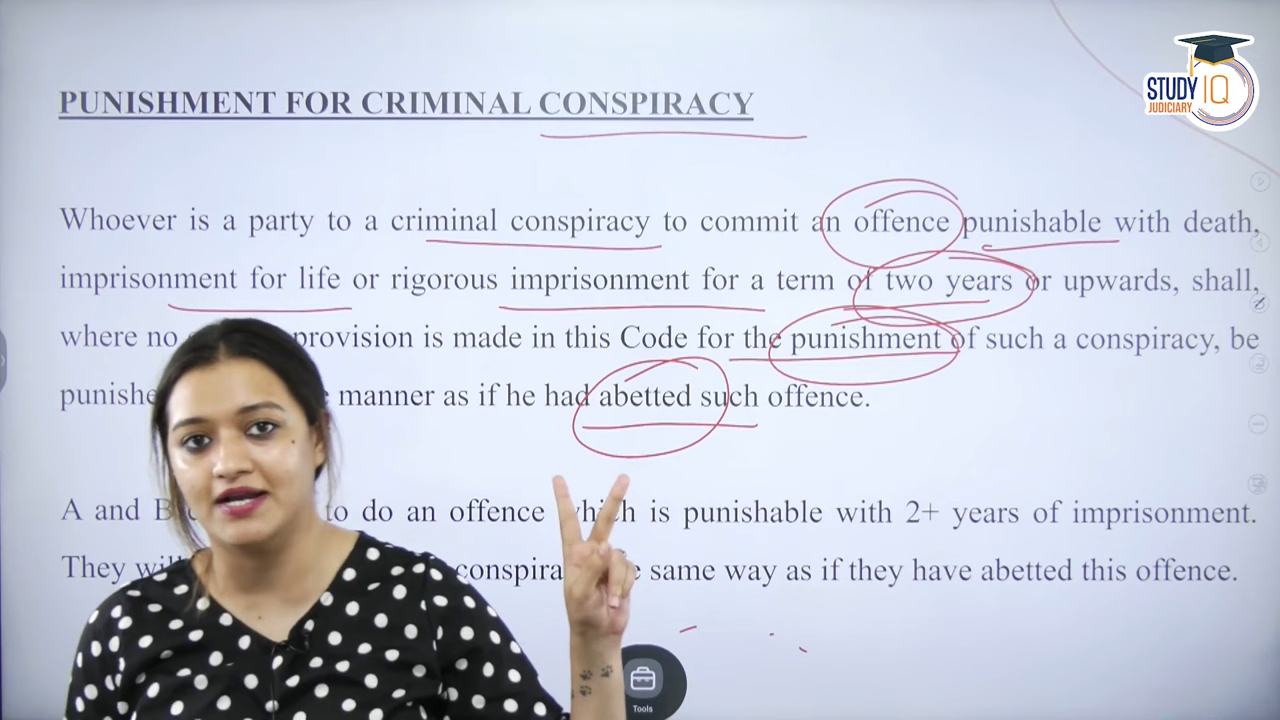 PUNISHMENT FOR CRIMINAL CONSPIRACY
STUDY IQ
JUDICIARY
Whoever is a party to a criminal conspiracy to commit an offence punishable with death,
imprisonment for life or rigorous imprisonment for a term of two years or upwards, shall,
where no provision is made in this Code for the punishment of such a conspiracy, be
manner as if he had abetted such offence.
A and B to do an offence which is punishable with 2+ years of imprisonment.
They same way as if they have abetted this offence.
Tools